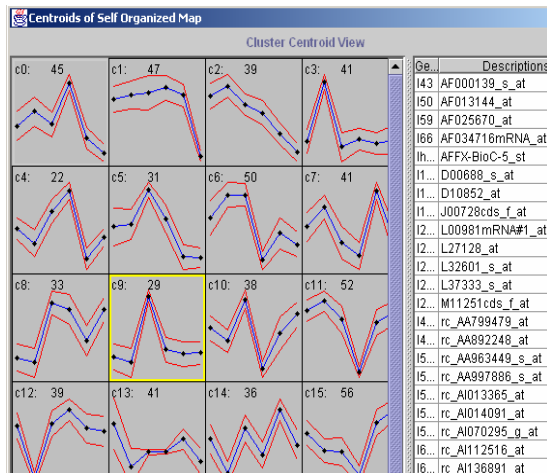 Centroids of Self Organized Map
Cluster Centroid View
c0: 45
c1: 47
c2: 39
c3: 41
c4: 22
c5: 31
c6: 50
c7: 41
c8: 33
c9: 29
c10: 38
c11: 52
c12: 39
c13: 41
c14: 36
c15: 56
Ge... Descriptions
I43 AF000139_s_at
I50 AF013144_at
I59 AF025670_at
I66 AF034716mRNA_at
Ih... AFFX-BioC-5_st
I1... D00688_s_at
I1... D10852_at
I1... J00728cds_f_at
I2... L00981mRNA#1_at
I2... L27128_at
I2... L32601_s_at
I2... L37333_s_at
I2... M11251cds_f_at
I4... rc_AA799479_at
I4... rc_AA892248_at
I5... rc_AA963449_s_at
I5... rc_AA997886_s_at
I5... rc_AI013365_at
I5... rc_AI014091_at
I5... rc_AI070295_g_at
I6... rc_AI112516_at
I6... rc_AI136891_at